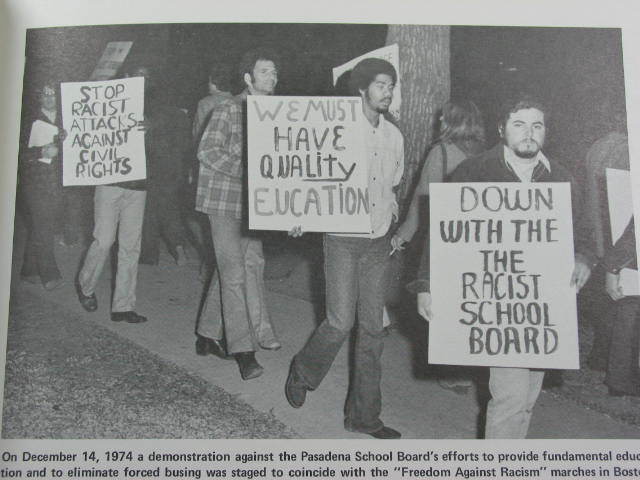 STOP
RACIST
ATTACKS
AGAINST
CIVIL
RIGHTS
WE MUST
HAVE
QUALITY
EUCATION
DOWN
WITH THE
THE
RACIST
SCHOOL
BOARD
On December 14, 1974 a demonstration against the Pasadena School Board's efforts to provide fundamental educ
tion and to eliminate forced busing was staged to coincide with the "Freedom Against Racism" marches in Bost